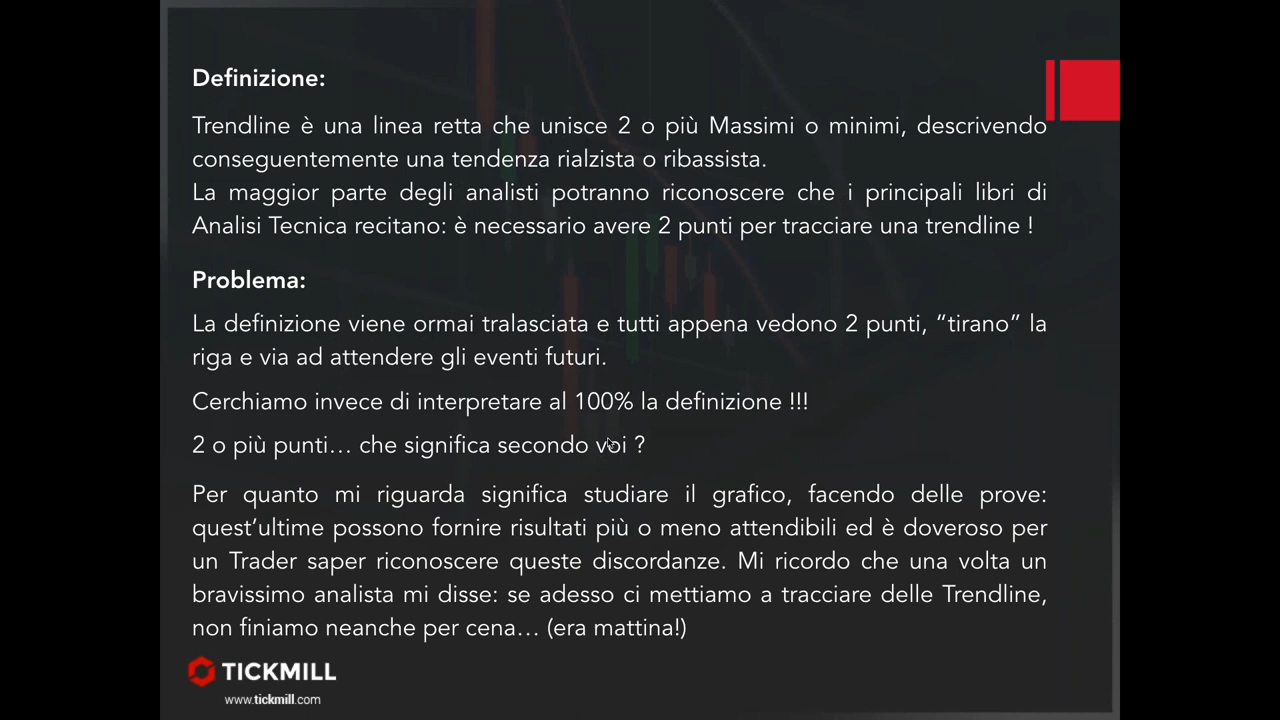 Definizione:
Trendline è una linea retta che unisce 2 o più Massimi o minimi, descrivendo
conseguentemente una tendenza rialzista o ribassista.
La maggior parte degli analisti potranno riconoscere che i principali libri di
Analisi Tecnica recitano: è necessario avere 2 punti per tracciare una trendline !
Problema:
La definizione viene ormai tralasciata e tutti appena vedono 2 punti, “tirano” la
riga e via ad attendere gli eventi futuri.
Cerchiamo invece di interpretare al 100% la definizione !!!
2 o più punti… che significa secondo voi ?
Per quanto mi riguarda significa studiare il grafico, facendo delle prove:
quest’ultime possono fornire risultati più o meno attendibili ed è doveroso per
un Trader saper riconoscere queste discordanze. Mi ricordo che una volta un
bravissimo analista mi disse: se adesso ci mettiamo a tracciare delle Trendline,
non finiamo neanche per cena… (era mattina!)
TICKMILL
www.tickmill.com